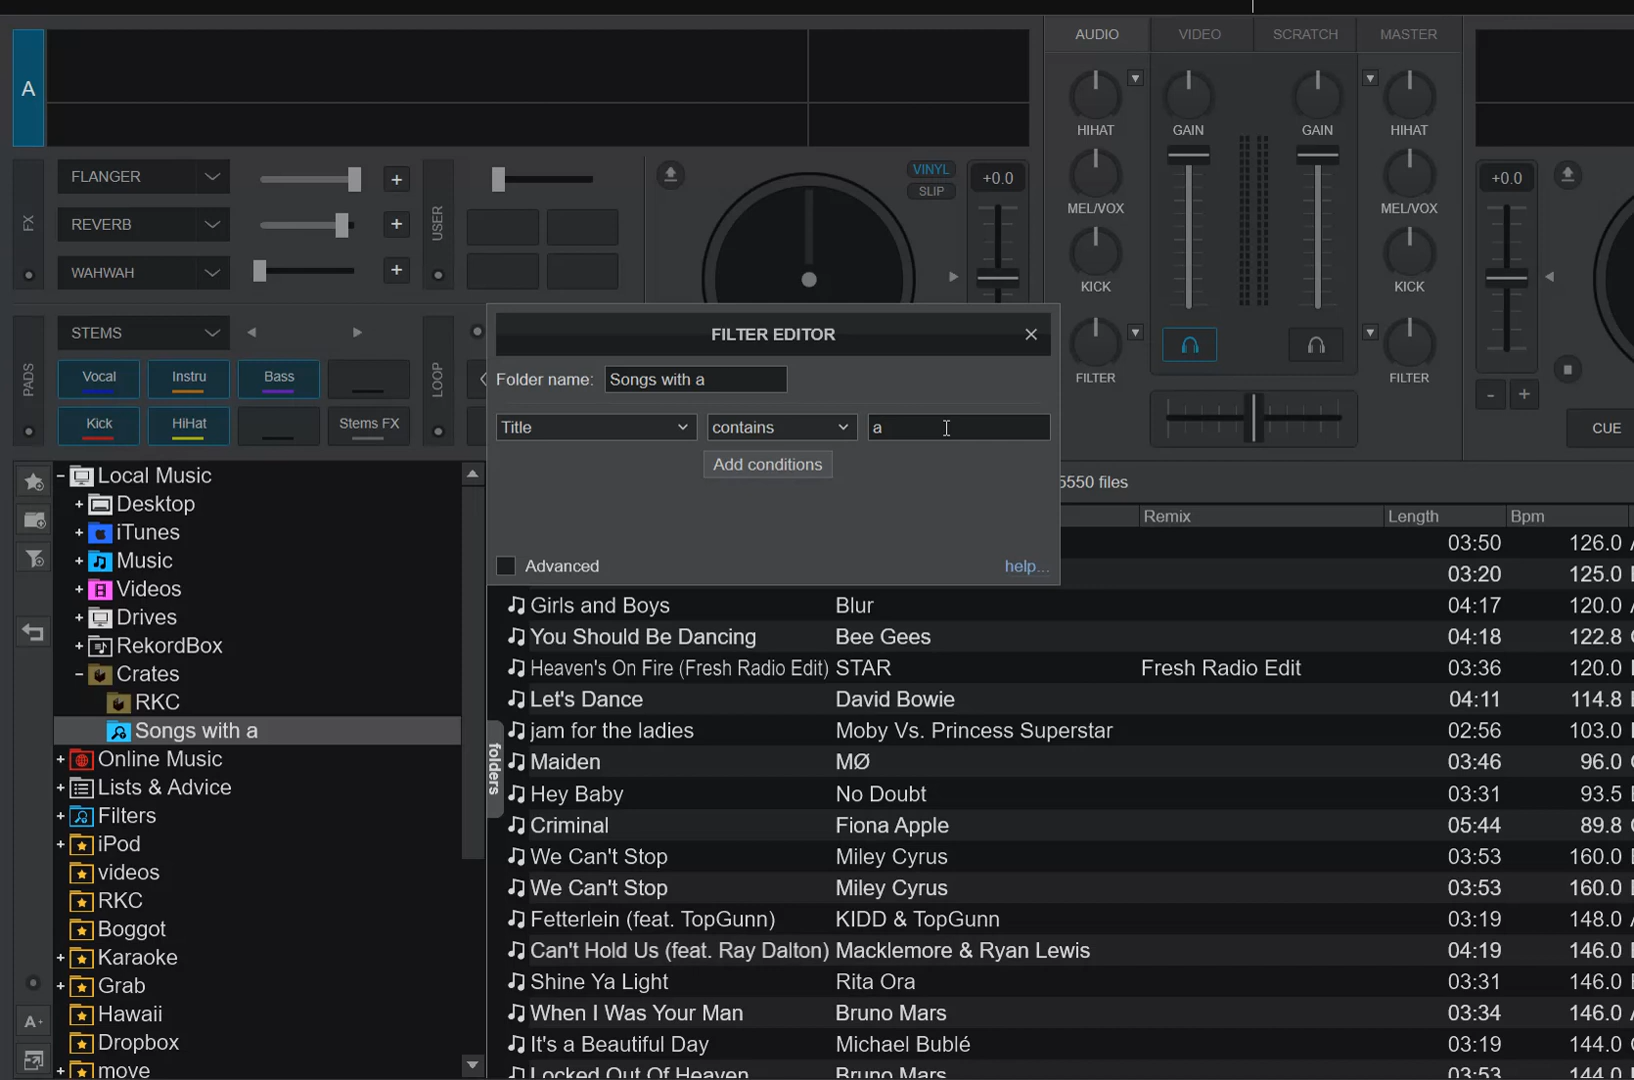 AUDIO VIDEO SCRATCH MASTER
A
HIHAT GAIN GAIN HIHAT
FLANGER + VINYL +0.0 +0.0
SLIP
FX REVERB + USER MEL/VOX MEL/VOX
WAHWAH + KICK KICK
STEMS FILTER EDITOR
PADS Vocal Instru Bass LOOP Folder name: Songs with a FILTER FILTER
- +
Kick HiHat Stems FX Title contains a CUE
Add conditions
Local Music 5550 files
Desktop Remix Length Bpm
iTunes 03:50 126.0
Music Advanced help... 03:20 125.0
Videos Girls and Boys Blur 04:17 120.0
Drives You Should Be Dancing Bee Gees 04:18 122.8
RekordBox Heaven's On Fire (Fresh Radio Edit) STAR Fresh Radio Edit 03:36 120.0
Crates Let's Dance David Bowie 04:11 114.8
RKC jam for the ladies Moby Vs. Princess Superstar 02:56 103.0
Songs with a Maiden MØ 03:46 96.0
Online Music folders Hey Baby No Doubt 03:31 93.5
Lists & Advice Criminal Fiona Apple 05:44 89.8
Filters We Can't Stop Miley Cyrus 03:53 160.0
iPod We Can't Stop Miley Cyrus 03:53 160.0
videos Fetterlein (feat. TopGunn) KIDD & TopGunn 03:19 148.0
RKC Can't Hold Us (feat. Ray Dalton) Macklemore & Ryan Lewis 04:19 146.0
Boggot Shine Ya Light Rita Ora 03:31 146.0
Karaoke When I Was Your Man Bruno Mars 03:34 146.0
Grab It's a Beautiful Day Michael Bublé 03:19 144.0
Hawaii Locked Out Of Heaven Bruno Mars 03:53 144.0
A+ Dropbox
move